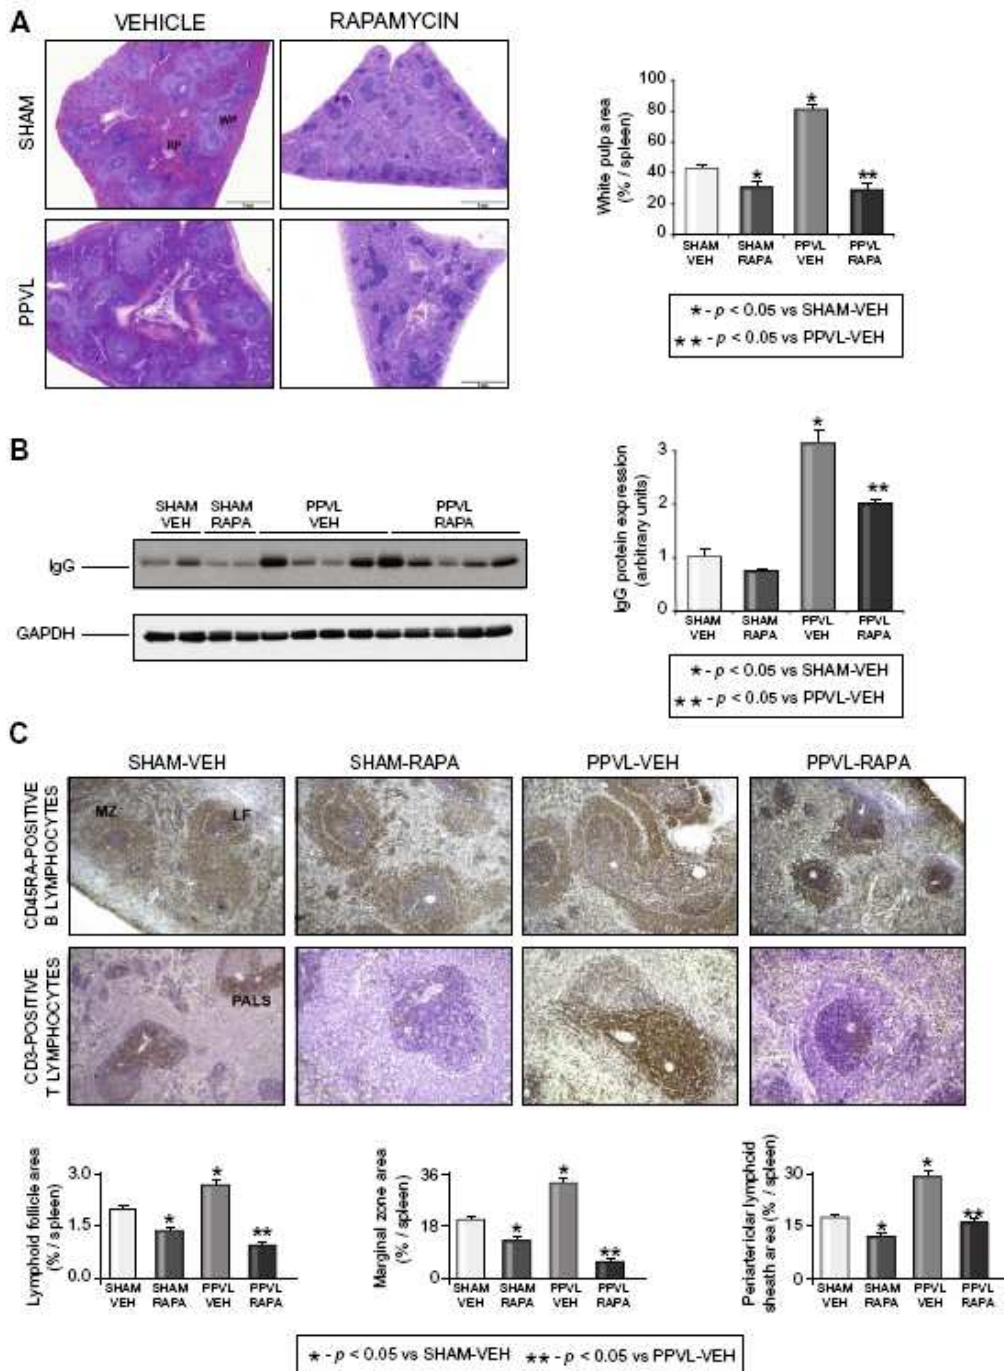 A
VEHICLE
RAPAMYCIN
SHAM
WP
RP
PPVL
White pulp area
(% / spleen)
100
80
60
40
20
0
*
*
**
SHAM
VEH
SHAM
RAPA
PPVL
VEH
PPVL
RAPA
* - p < 0.05 vs SHAM-VEH
** - p < 0.05 vs PPVL-VEH
B
SHAM
VEH
SHAM
RAPA
PPVL
VEH
PPVL
RAPA
IgG
GAPDH
IgG protein expression
(arbitrary units)
3
2
1
0
*
**
SHAM
VEH
SHAM
RAPA
PPVL
VEH
PPVL
RAPA
* - p < 0.05 vs SHAM-VEH
** - p < 0.05 vs PPVL-VEH
C
SHAM-VEH
SHAM-RAPA
PPVL-VEH
PPVL-RAPA
CD45RA-POSITIVE
B LYMPHOCYTES
MZ
LF
CD3-POSITIVE
T LYMPHOCYTES
PALS
Lymphoid follicle area
(% / spleen)
3.0
1.5
0.0
*
*
**
SHAM
VEH
SHAM
RAPA
PPVL
VEH
PPVL
RAPA
Marginal zone area
(% / spleen)
36
18
0
*
*
**
SHAM
VEH
SHAM
RAPA
PPVL
VEH
PPVL
RAPA
Periarteriolar lymphoid
sheath area (% / spleen)
30
15
0
*
*
**
SHAM
VEH
SHAM
RAPA
PPVL
VEH
PPVL
RAPA
* - p < 0.05 vs SHAM-VEH ** - p < 0.05 vs PPVL-VEH